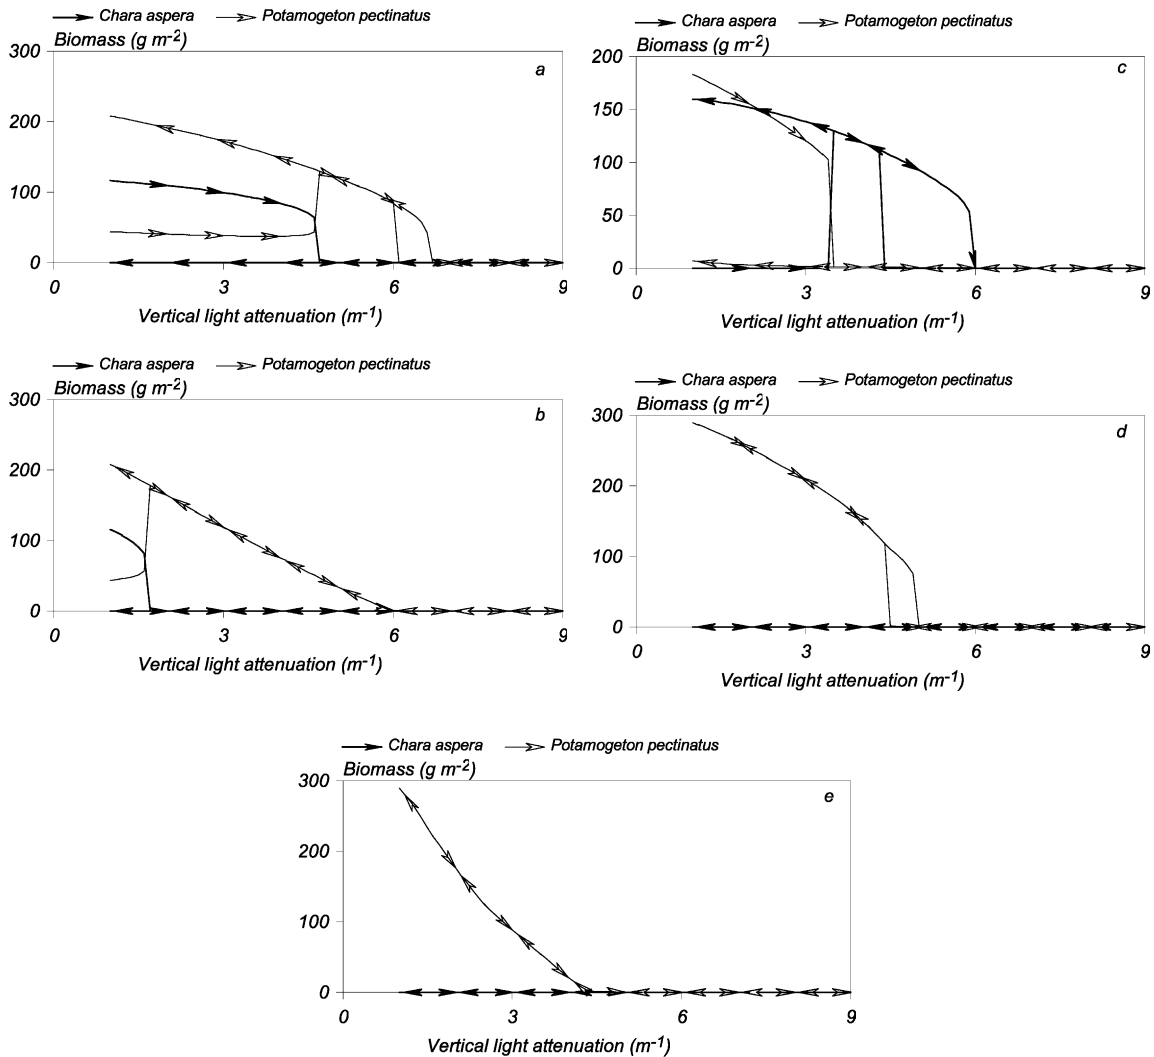 Chara aspera Potamogeton pectinatus
Biomass (g m-2)
300
a
200
100
0
0 3 6 9
Vertical light attenuation (m-1)
Chara aspera Potamogeton pectinatus
Biomass (g m-2)
200
c
150
100
50
0
0 3 6 9
Vertical light attenuation (m-1)
Chara aspera Potamogeton pectinatus
Biomass (g m-2)
300
b
200
100
0
0 3 6 9
Vertical light attenuation (m-1)
Chara aspera Potamogeton pectinatus
Biomass (g m-2)
300
d
200
100
0
0 3 6 9
Vertical light attenuation (m-1)
Chara aspera Potamogeton pectinatus
Biomass (g m-2)
300
e
200
100
0
0 3 6 9
Vertical light attenuation (m-1)